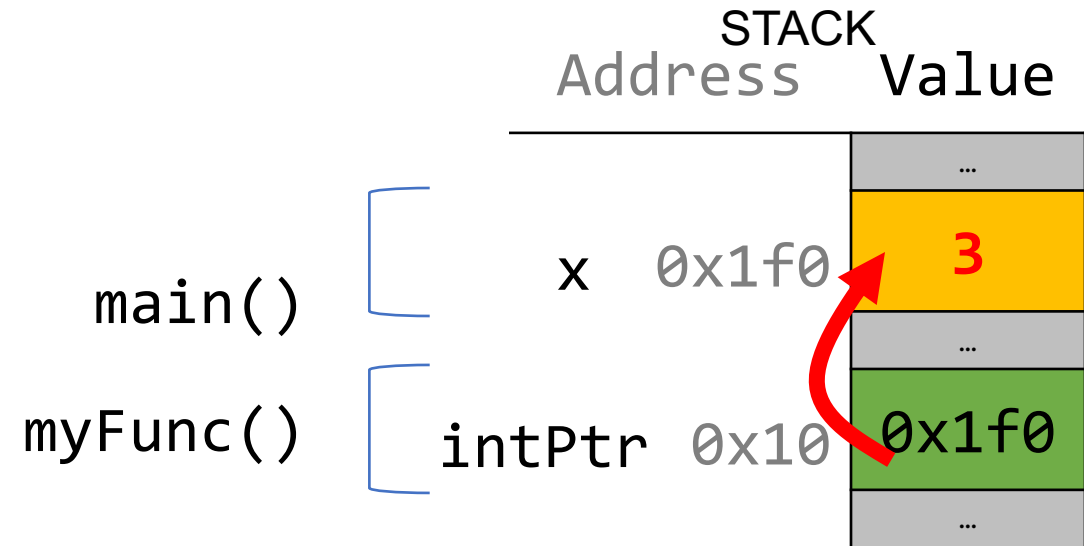 STACK
Address Value
…
x 0x1f0 3
main()
…
myFunc() intPtr 0x10 0x1f0
…